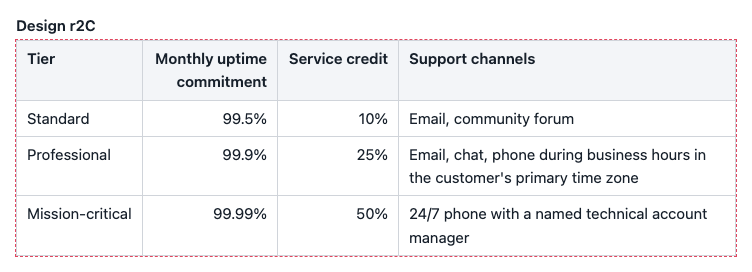 Design r2C
Tier Monthly uptime commitment Service credit Support channels
Standard 99.5% 10% Email, community forum
Professional 99.9% 25% Email, chat, phone during business hours in
the customer's primary time zone
Mission-critical 99.99% 50% 24/7 phone with a named technical account
manager